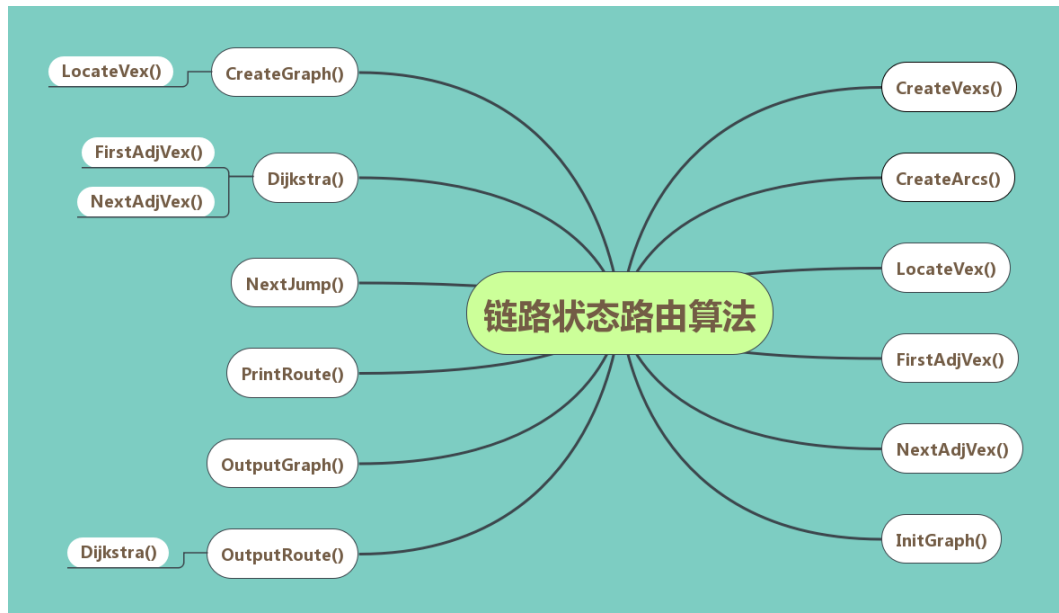 链路状态路由算法
CreateGraph()
LocateVex()
Dijkstra()
FirstAdjVex()
NextAdjVex()
NextJump()
PrintRoute()
OutputGraph()
OutputRoute()
Dijkstra()
CreateVexs()
CreateArcs()
LocateVex()
FirstAdjVex()
NextAdjVex()
InitGraph()